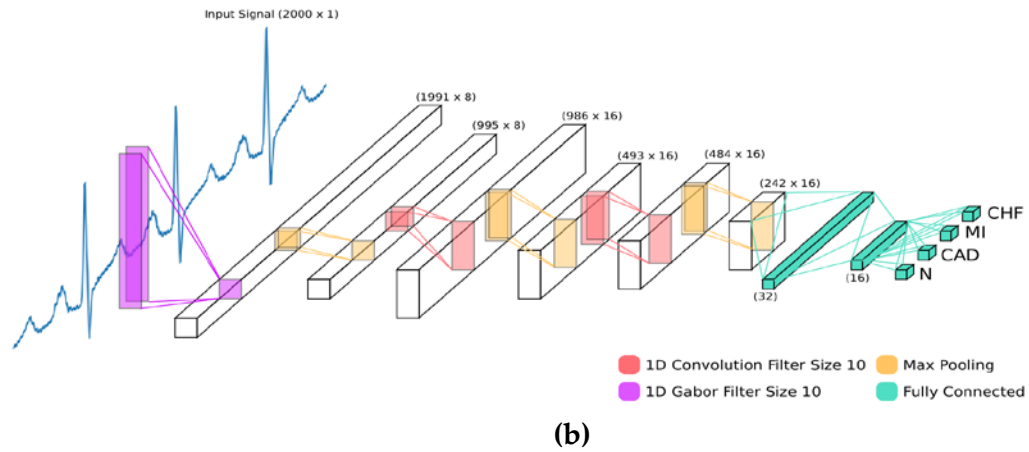 Input Signal (2000 x 1)
(1991 x 8)
(995 x 8)
(986 x 16)
(493 x 16)
(484 x 16)
(242 x 16)
(32)
(16)
CHF
MI
CAD
N
1D Convolution Filter Size 10
Max Pooling
1D Gabor Filter Size 10
Fully Connected
(b)